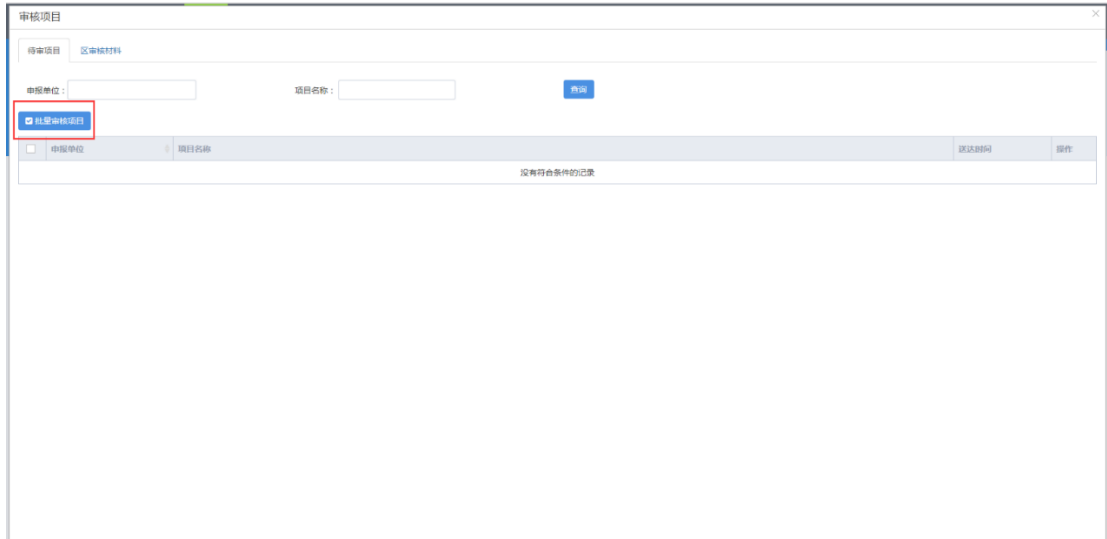 审核项目
待审项目 区审核材料
申报单位： 项目名称： 查询
批量审核项目
申报单位 项目名称 送达时间 操作
没有符合条件的记录